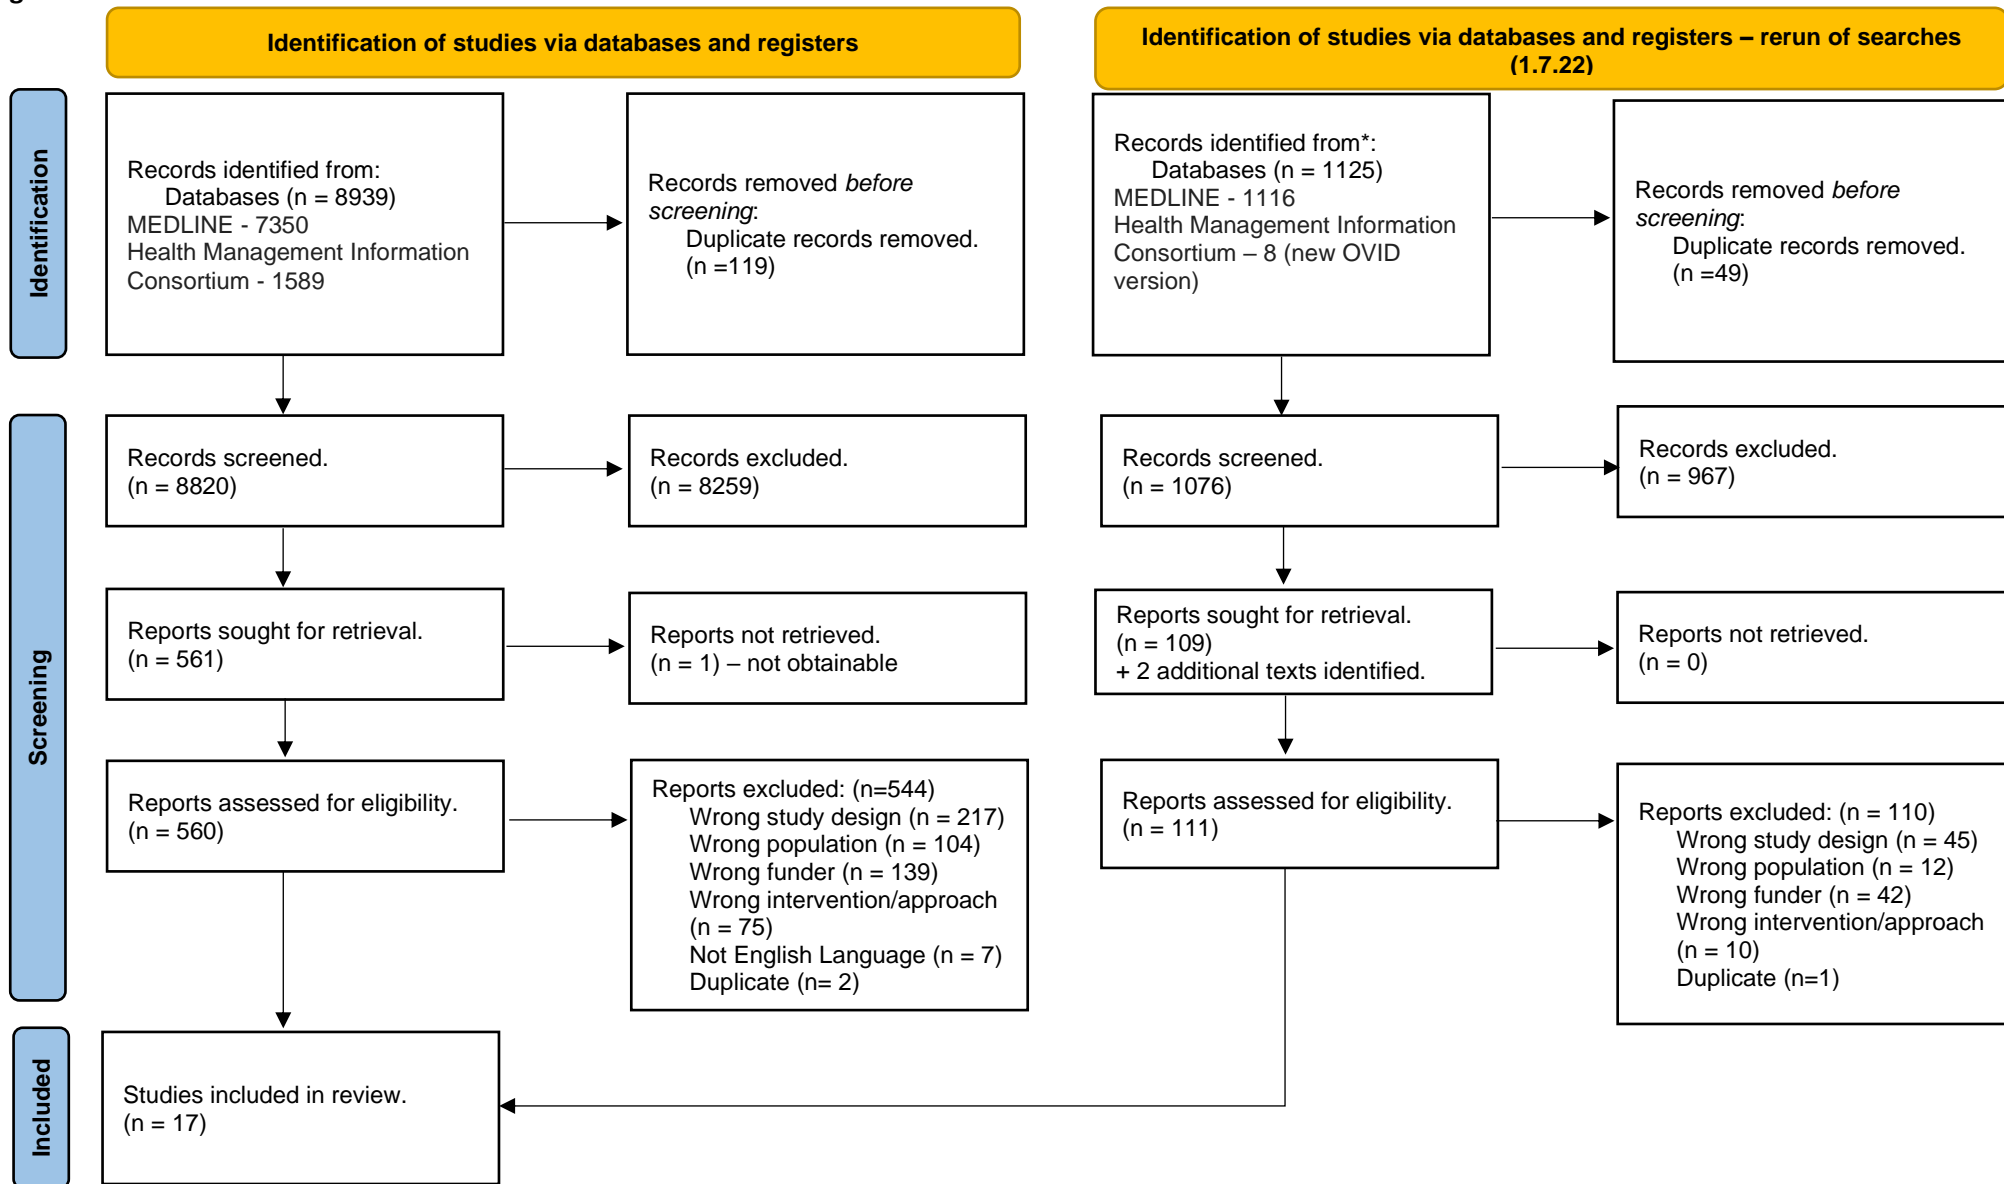 Identification of studies via databases and registers
Identification of studies via databases and registers – rerun of searches
(1.7.22)
Identification
Records identified from:
Databases (n = 8939)
MEDLINE - 7350
Health Management Information
Consortium - 1589
Records removed before
screening:
Duplicate records removed.
(n =119)
Records identified from*:
Databases (n = 1125)
MEDLINE - 1116
Health Management Information
Consortium – 8 (new OVID
version)
Records removed before
screening:
Duplicate records removed.
(n =49)
Screening
Records screened.
(n = 8820)
Records excluded.
(n = 8259)
Records screened.
(n = 1076)
Records excluded.
(n = 967)
Reports sought for retrieval.
(n = 561)
Reports not retrieved.
(n = 1) – not obtainable
Reports sought for retrieval.
(n = 109)
+ 2 additional texts identified.
Reports not retrieved.
(n = 0)
Reports assessed for eligibility.
(n = 560)
Reports excluded: (n=544)
Wrong study design (n = 217)
Wrong population (n = 104)
Wrong funder (n = 139)
Wrong intervention/approach
(n = 75)
Not English Language (n = 7)
Duplicate (n= 2)
Reports assessed for eligibility.
(n = 111)
Reports excluded: (n = 110)
Wrong study design (n = 45)
Wrong population (n = 12)
Wrong funder (n = 42)
Wrong intervention/approach
(n = 10)
Duplicate (n=1)
Included
Studies included in review.
(n = 17)